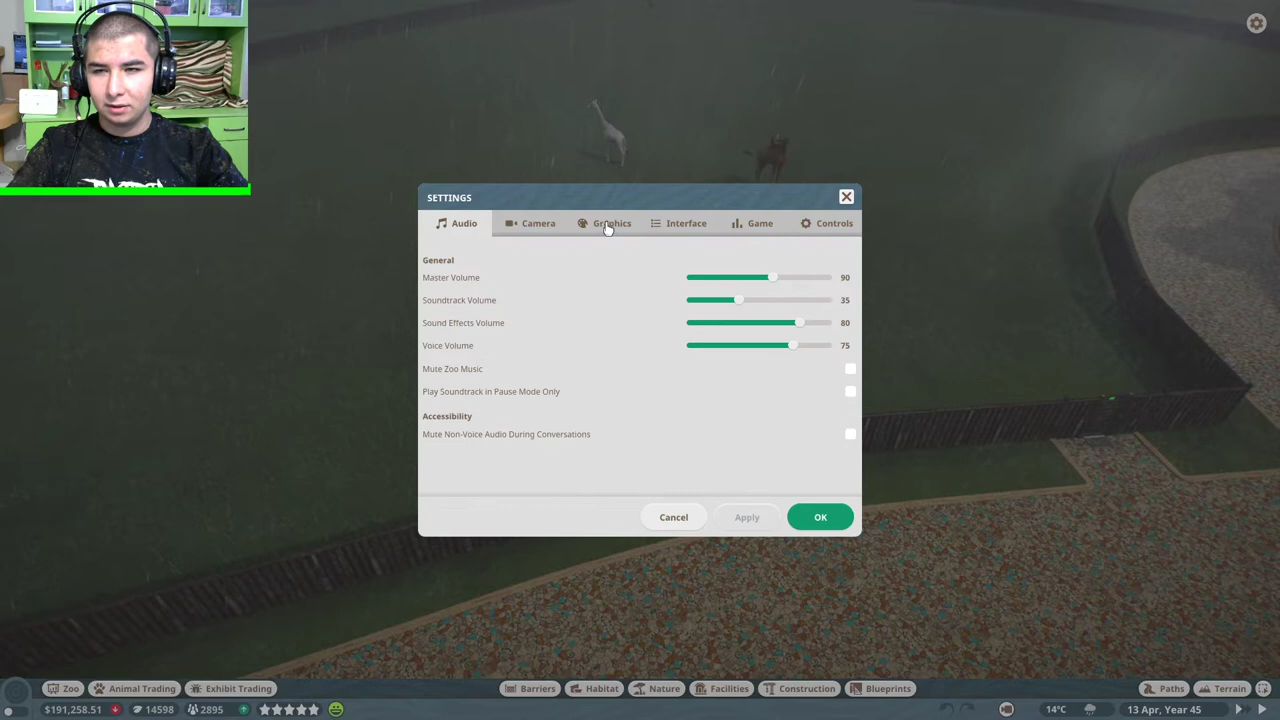 SETTINGS
Audio Camera Graphics Interface Game Controls
General
Master Volume 90
Soundtrack Volume 35
Sound Effects Volume 80
Voice Volume 75
Mute Zoo Music
Play Soundtrack in Pause Mode Only
Accessibility
Mute Non-Voice Audio During Conversations
Cancel Apply OK
Zoo Animal Trading Exhibit Trading Barriers Habitat Nature Facilities Construction Blueprints Paths Terrain
$191,258.51 14598 2895 14°C 13 Apr, Year 45